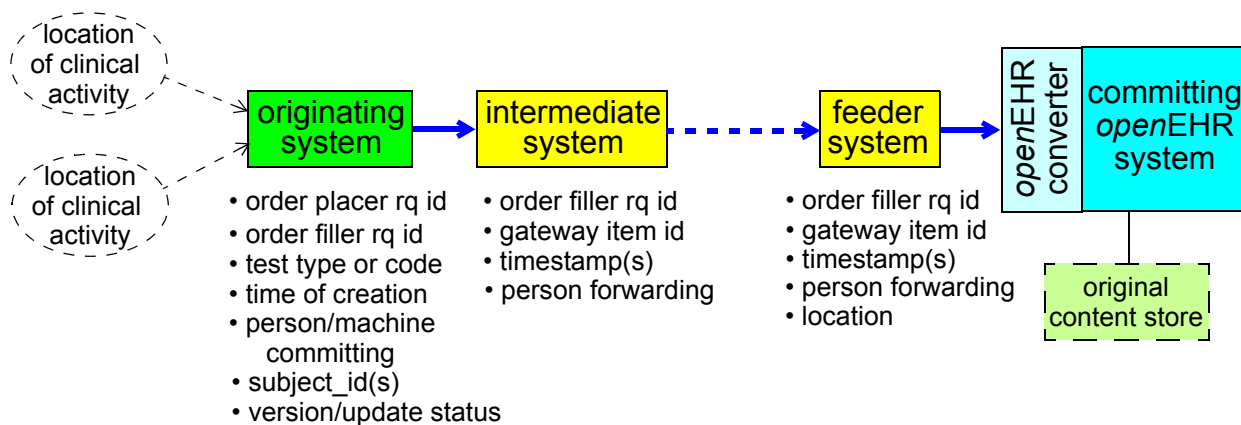 location
of clinical
activity
location
of clinical
activity
originating
system
• order placer rq id
• order filler rq id
• test type or code
• time of creation
• person/machine
committing
• subject_id(s)
• version/update status
intermediate
system
• order filler rq id
• gateway item id
• timestamp(s)
• person forwarding
feeder
system
• order filler rq id
• gateway item id
• timestamp(s)
• person forwarding
• location
openEHR
converter
committing
openEHR
system
original
content store